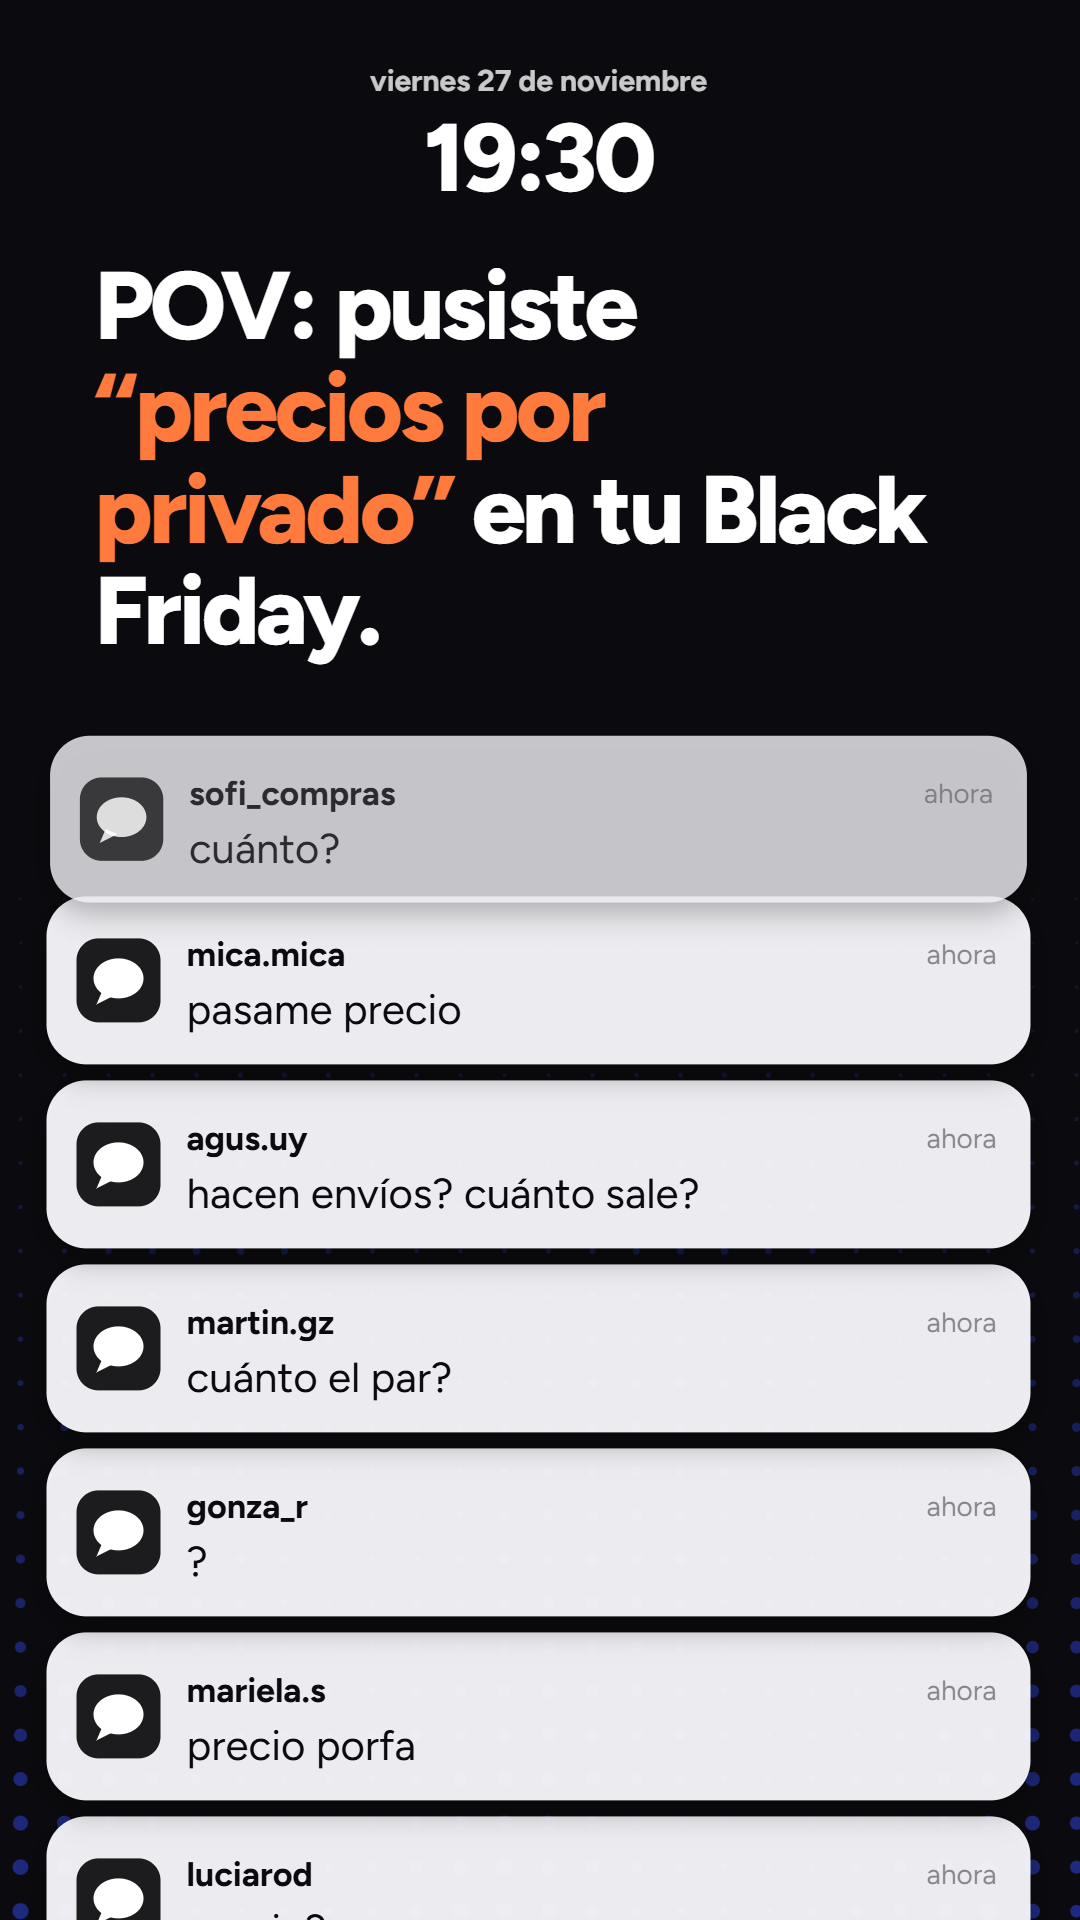 viernes 27 de noviembre
19:30
POV: pusiste
“precios por
privado” en tu Black
Friday.
sofi_compras
ahora
cuánto?
mica.mica
ahora
pasame precio
agus.uy
ahora
hacen envíos? cuánto sale?
martin.gz
ahora
cuánto el par?
gonza_r
ahora
?
mariela.s
ahora
precio porfa
luciarod
ahora